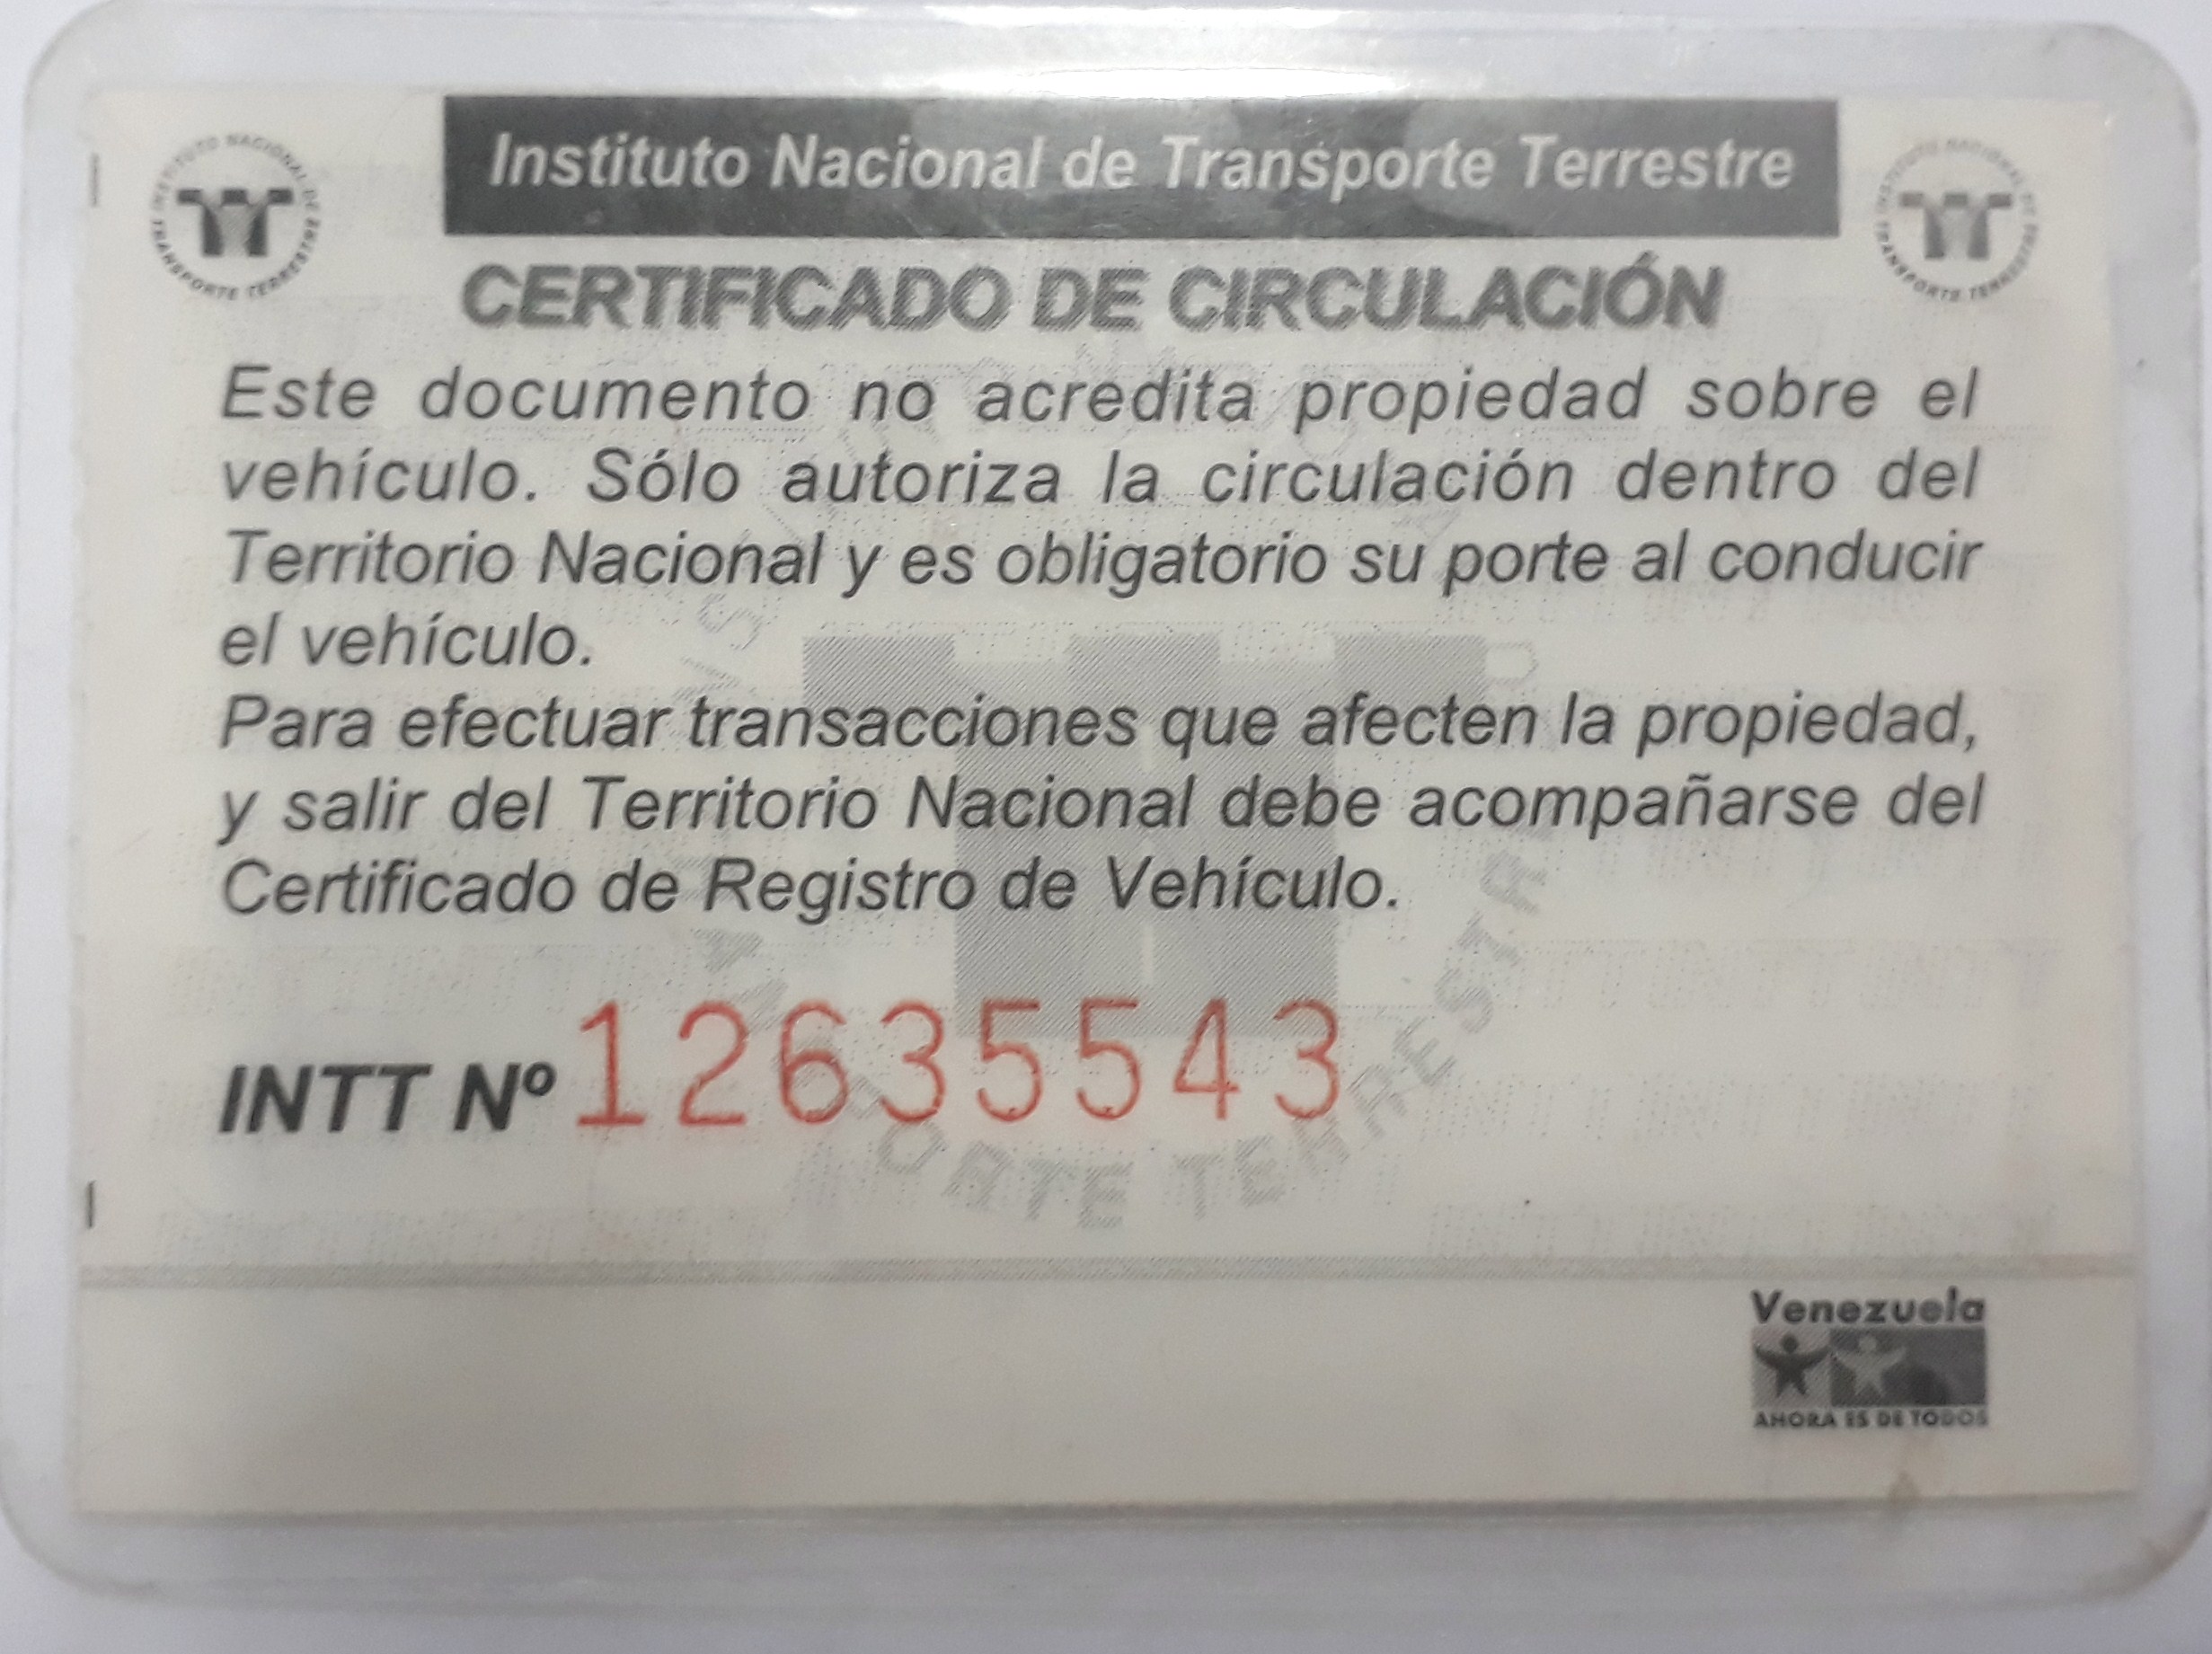 INSTITUTO NACIONAL DE TRANSPORTE TERRESTRE
Instituto Nacional de Transporte Terrestre
INSTITUTO NACIONAL DE TRANSPORTE TERRESTRE
CERTIFICADO DE CIRCULACIÓN
Este documento no acredita propiedad sobre el
vehículo. Sólo autoriza la circulación dentro del
Territorio Nacional y es obligatorio su porte al conducir
el vehículo.
Para efectuar transacciones que afecten la propiedad,
y salir del Territorio Nacional debe acompañarse del
Certificado de Registro de Vehículo.
INTT Nº 12635543
Venezuela
AHORA ES DE TODOS